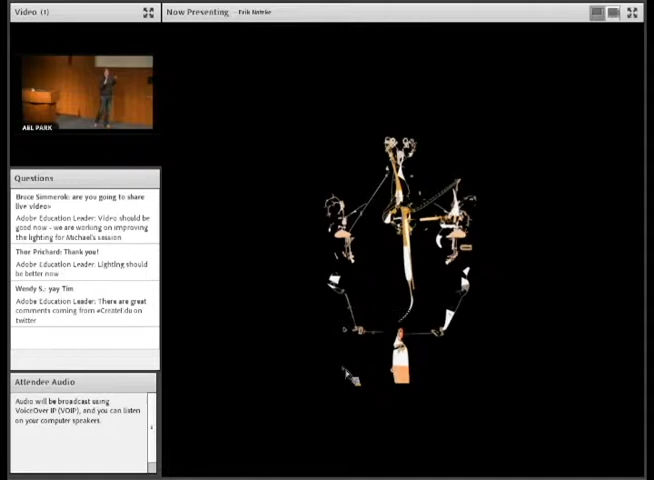 Video (1)
Now Presenting - Erik Natzke
AEL PARK
Questions
Bruce Simmerok: are you going to share
live video>
Adobe Education Leader: Video should be
good now - we are working on improving
the lighting for Michael's session
Thor Prichard: Thank you!
Adobe Education Leader: Lighting should
be better now
Wendy S.: yay Tim
Adobe Education Leader: There are great
comments coming from eCreateEdu on
twitter
Attendee Audio
Audio will be broadcast using
VoiceOver IP (VOIP), and you can listen
on your computer speakers.